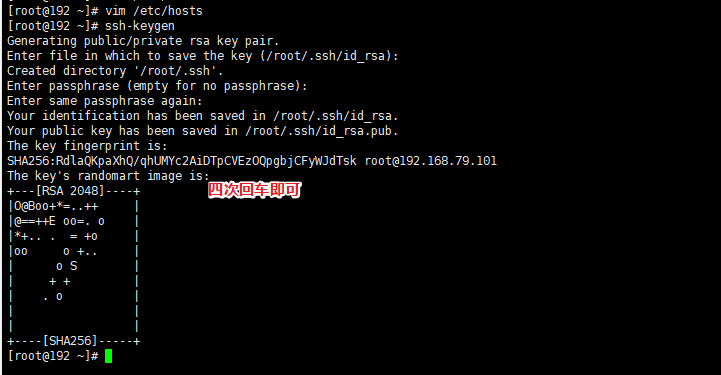 [root@192 ~]# vim /etc/hosts
[root@192 ~]# ssh-keygen
Generating public/private rsa key pair.
Enter file in which to save the key (/root/.ssh/id_rsa):
Created directory '/root/.ssh'.
Enter passphrase (empty for no passphrase):
Enter same passphrase again:
Your identification has been saved in /root/.ssh/id_rsa.
Your public key has been saved in /root/.ssh/id_rsa.pub.
The key fingerprint is:
SHA256:RdlaQKpaXhQ/qhUMYc2AiDTpCVEzOQpgbjCFyWJdTsk root@192.168.79.101
The key's randomart image is:
+---[RSA 2048]----+ 四次回车即可
|O@Boo+*=..++     |
|@==++E oo=. o    |
|*+.. .  = +o     |
|oo     o +..     |
|      o S        |
|     + +         |
|    . o          |
|                 |
|                 |
+----[SHA256]-----+
[root@192 ~]#